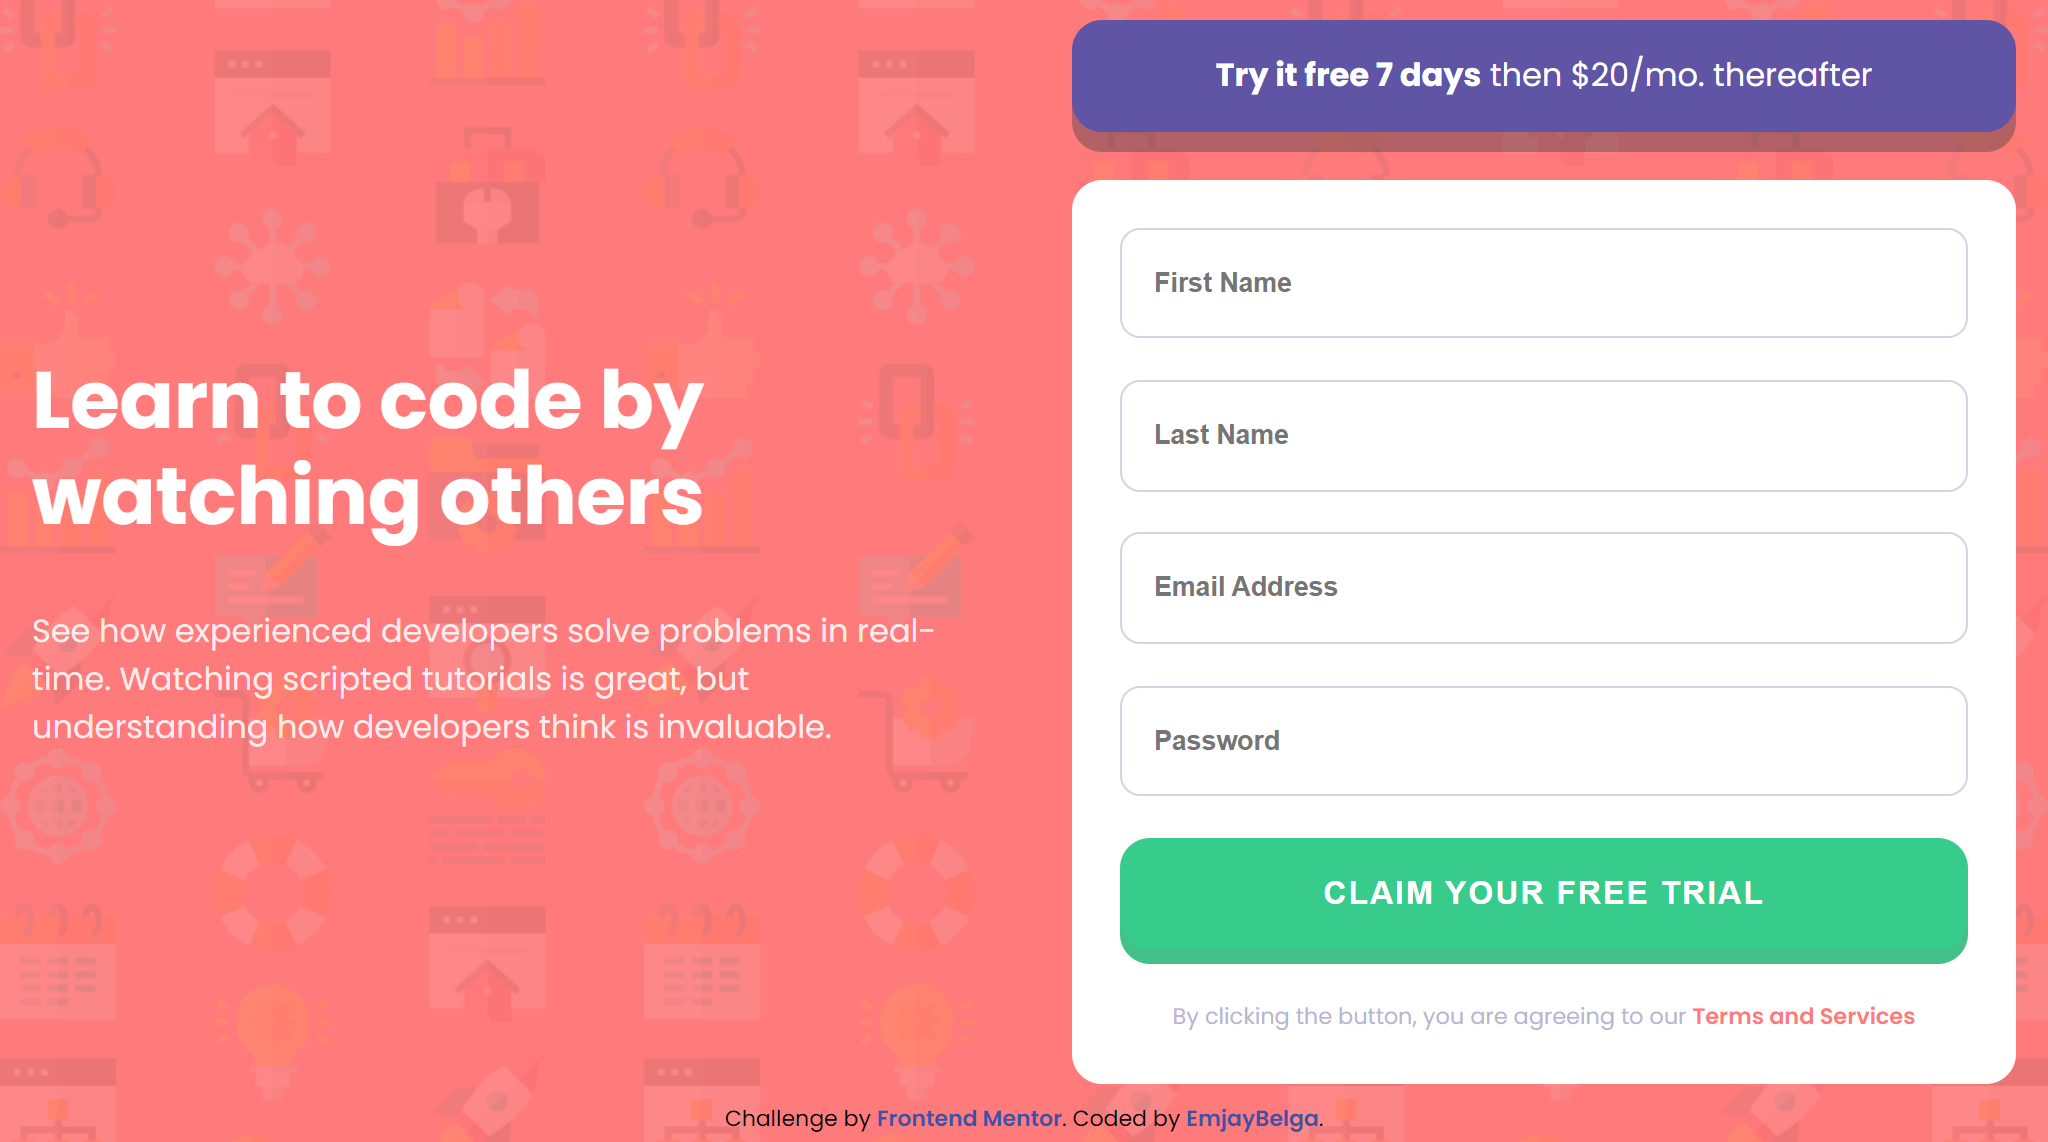 Learn to code by
watching others
See how experienced developers solve problems in real-
time. Watching scripted tutorials is great, but
understanding how developers think is invaluable.
Try it free 7 days then $20/mo. thereafter
First Name
Last Name
Email Address
Password
CLAIM YOUR FREE TRIAL
By clicking the button, you are agreeing to our Terms and Services
Challenge by Frontend Mentor. Coded by EmjayBelga.